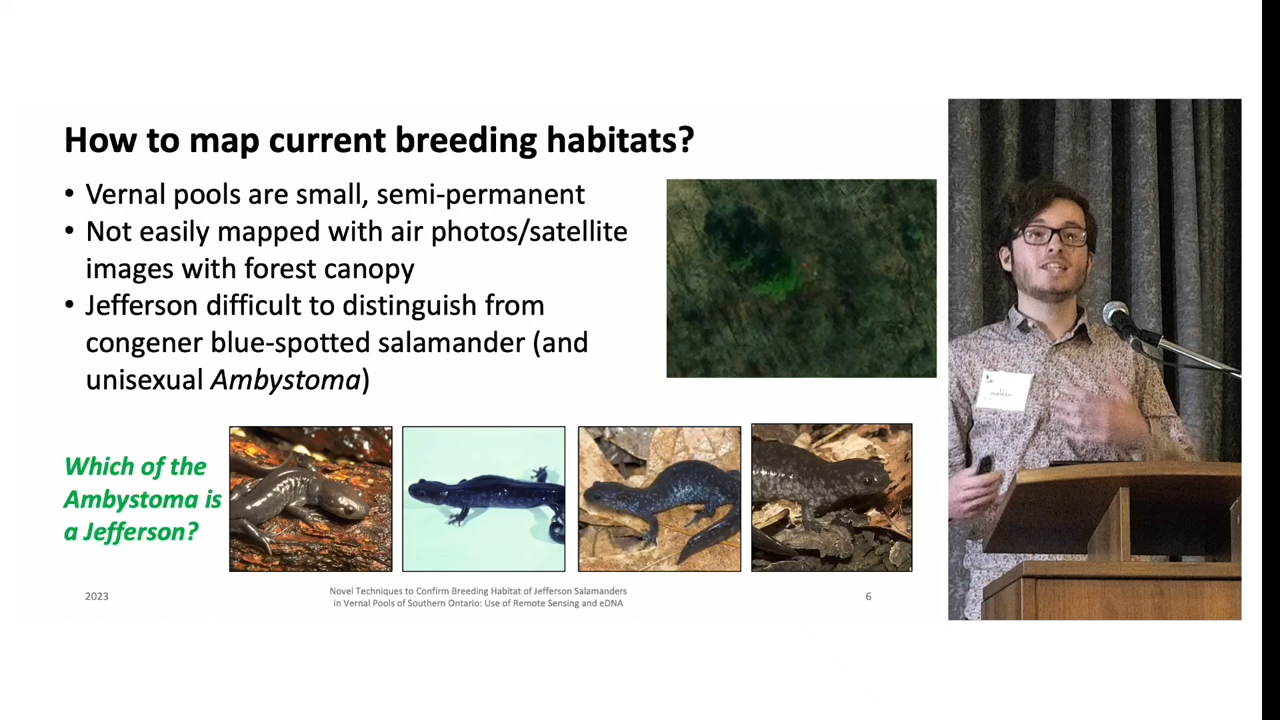 How to map current breeding habitats?
• Vernal pools are small, semi-permanent
• Not easily mapped with air photos/satellite
images with forest canopy
• Jefferson difficult to distinguish from
congener blue-spotted salamander (and
unisexual Ambystoma)
Which of the
Ambystoma is
a Jefferson?
2023
Novel Techniques to Confirm Breeding Habitat of Jefferson Salamanders
in Vernal Pools of Southern Ontario: Use of Remote Sensing and eDNA
6